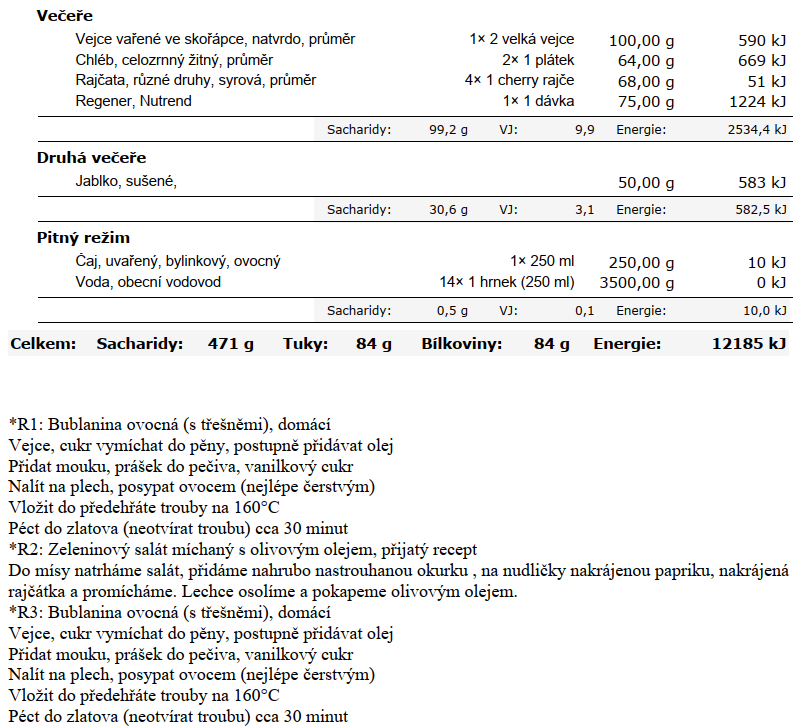 Večeře
Vejce vařené ve skořápce, natvrdo, průměr 1× 2 velká vejce 100,00 g 590 kJ
Chléb, celozrnný žitný, průměr 2× 1 plátek 64,00 g 669 kJ
Rajčata, různé druhy, syrová, průměr 4× 1 cherry rajče 68,00 g 51 kJ
Regener, Nutrend 1× 1 dávka 75,00 g 1224 kJ
Sacharidy: 99,2 g VJ: 9,9 Energie: 2534,4 kJ
Druhá večeře
Jablko, sušené, 50,00 g 583 kJ
Sacharidy: 30,6 g VJ: 3,1 Energie: 582,5 kJ
Pitný režim
Čaj, uvařený, bylinkový, ovocný 1× 250 ml 250,00 g 10 kJ
Voda, obecní vodovod 14× 1 hrnek (250 ml) 3500,00 g 0 kJ
Sacharidy: 0,5 g VJ: 0,1 Energie: 10,0 kJ
Celkem: Sacharidy: 471 g Tuky: 84 g Bílkoviny: 84 g Energie: 12185 kJ
*R1: Bublanina ovocná (s třešněmi), domácí
Vejce, cukr vymíchat do pěny, postupně přidávat olej
Přidat mouku, prášek do pečiva, vanilkový cukr
Nalít na plech, posypat ovocem (nejlépe čerstvým)
Vložit do předehřáte trouby na 160°C
Péct do zlatova (neotvírat troubu) cca 30 minut
*R2: Zeleninový salát míchaný s olivovým olejem, přijatý recept
Do mísy natrháme salát, přidáme nahrubo nastrouhanou okurku , na nudličky nakrájenou papriku, nakrájená
rajčátka a promícháme. Lechce osolíme a pokapeme olivovým olejem.
*R3: Bublanina ovocná (s třešněmi), domácí
Vejce, cukr vymíchat do pěny, postupně přidávat olej
Přidat mouku, prášek do pečiva, vanilkový cukr
Nalít na plech, posypat ovocem (nejlépe čerstvým)
Vložit do předehřáte trouby na 160°C
Péct do zlatova (neotvírat troubu) cca 30 minut